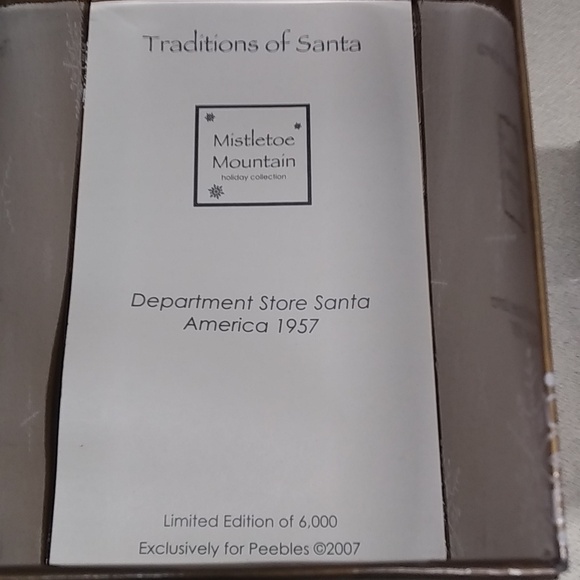 Traditions of Santa
Mistletoe
Mountain
holiday collection
Department Store Santa
America 1957
Limited Edition of 6,000
Exclusively for Peebles ©2007